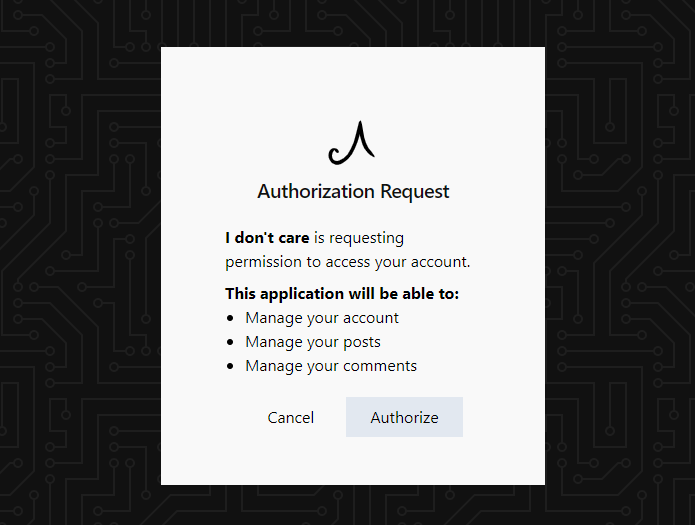 Authorization Request
I don't care is requesting
permission to access your account.
This application will be able to:
Manage your account
Manage your posts
Manage your comments
Cancel
Authorize